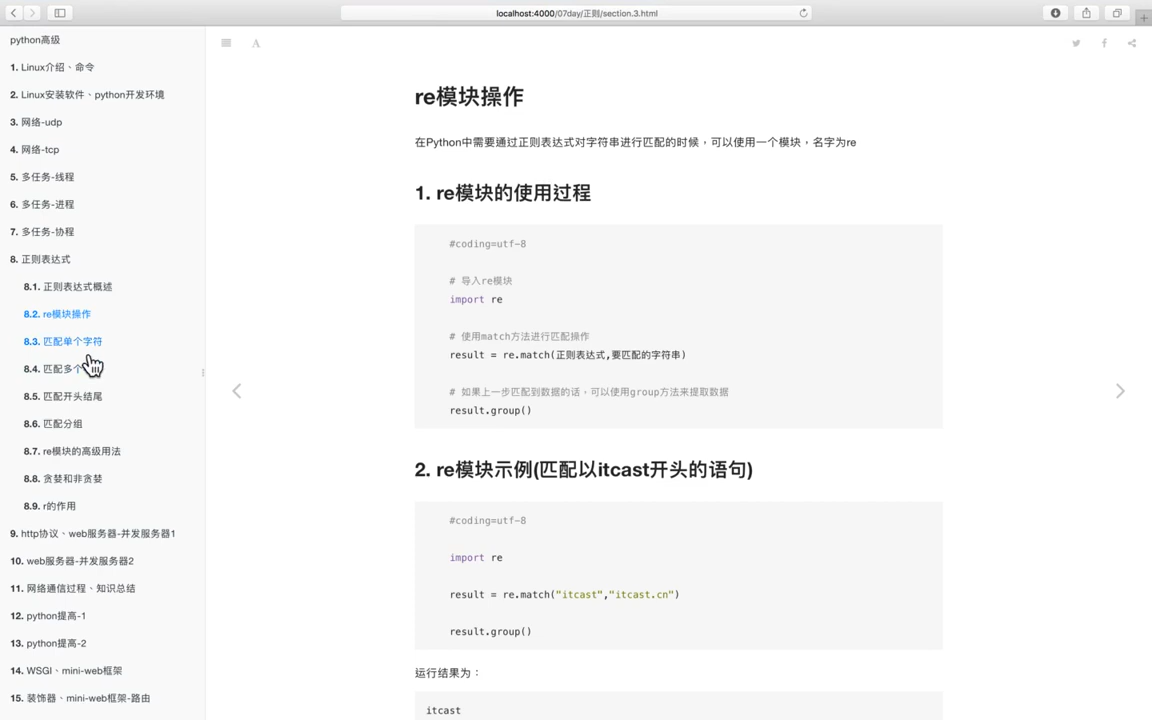 localhost:4000/07day/正则/section.3.html
python高级
1. Linux介绍、命令
2. Linux安装软件、python开发环境
3. 网络-udp
4. 网络-tcp
5. 多任务-线程
6. 多任务-进程
7. 多任务-协程
8. 正则表达式
8.1. 正则表达式概述
8.2. re模块操作
8.3. 匹配单个字符
8.4. 匹配多个
8.5. 匹配开头结尾
8.6. 匹配分组
8.7. re模块的高级用法
8.8. 贪婪和非贪婪
8.9. r的作用
9. http协议、web服务器-并发服务器1
10. web服务器-并发服务器2
11. 网络通信过程、知识总结
12. python提高-1
13. python提高-2
14. WSGI、mini-web框架
15. 装饰器、mini-web框架-路由
A
re模块操作
在Python中需要通过正则表达式对字符串进行匹配的时候，可以使用一个模块，名字为re
1. re模块的使用过程
#coding=utf-8
# 导入re模块
import re
# 使用match方法进行匹配操作
result = re.match(正则表达式,要匹配的字符串)
# 如果上一步匹配到数据的话，可以使用group方法来提取数据
result.group()
2. re模块示例(匹配以itcast开头的语句)
#coding=utf-8
import re
result = re.match("itcast","itcast.cn")
result.group()
运行结果为：
itcast